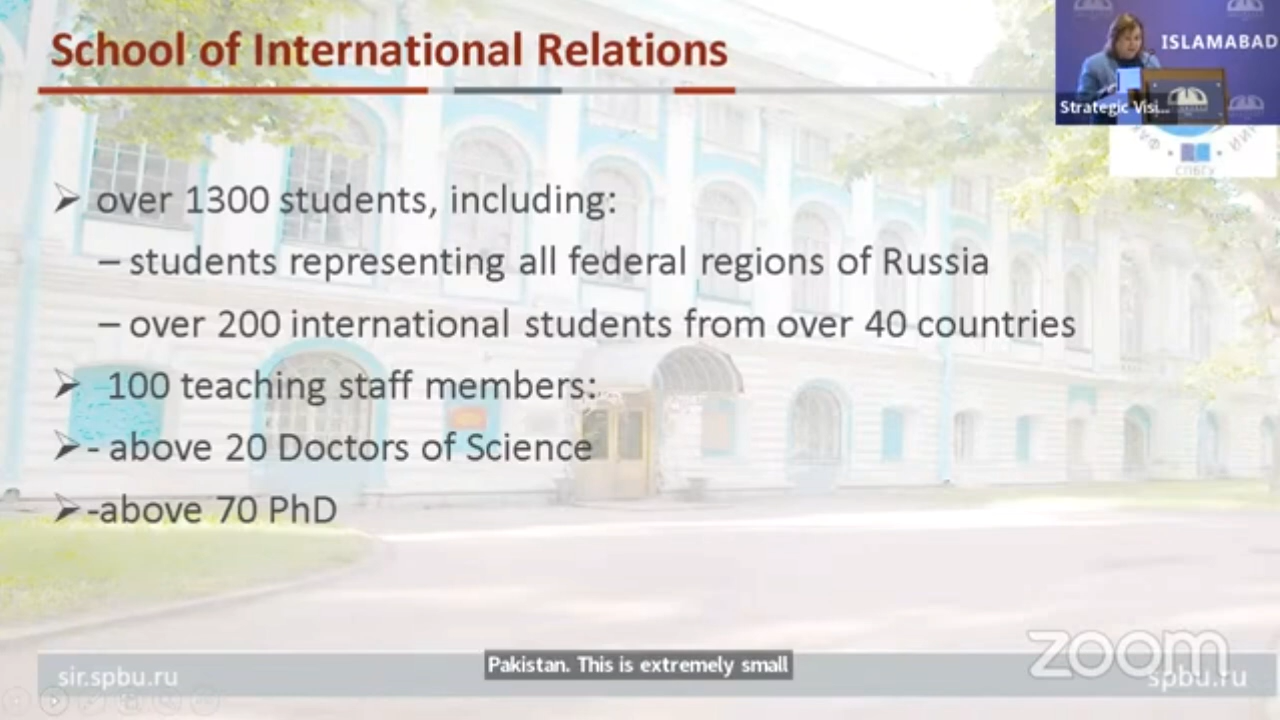 School of International Relations
ISLAMABAD
Strategic Visi...
СПбГУ
➢ over 1300 students, including:
– students representing all federal regions of Russia
– over 200 international students from over 40 countries
➢ 100 teaching staff members:
➢ - above 20 Doctors of Science
➢ -above 70 PhD
Pakistan. This is extremely small
zoom
sir.spbu.ru
spbu.ru